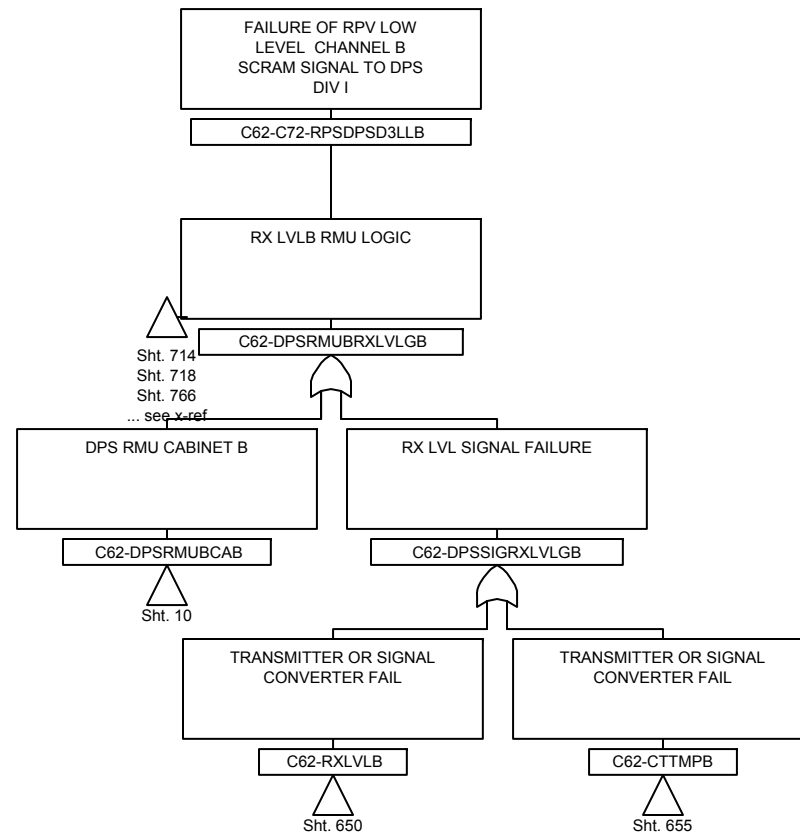 FAILURE OF RPV LOW
LEVEL CHANNEL B
SCRAM SIGNAL TO DPS
DIV I
C62-C72-RPSDPSD3LLB
RX LVLB RMU LOGIC
C62-DPSRMUBRXLVLGB
Sht. 714
Sht. 718
Sht. 766
... see x-ref
DPS RMU CABINET B
C62-DPSRMUBCAB
Sht. 10
RX LVL SIGNAL FAILURE
C62-DPSSIGRXLVLGB
TRANSMITTER OR SIGNAL
CONVERTER FAIL
C62-RXLVLB
Sht. 650
TRANSMITTER OR SIGNAL
CONVERTER FAIL
C62-CTTMPB
Sht. 655